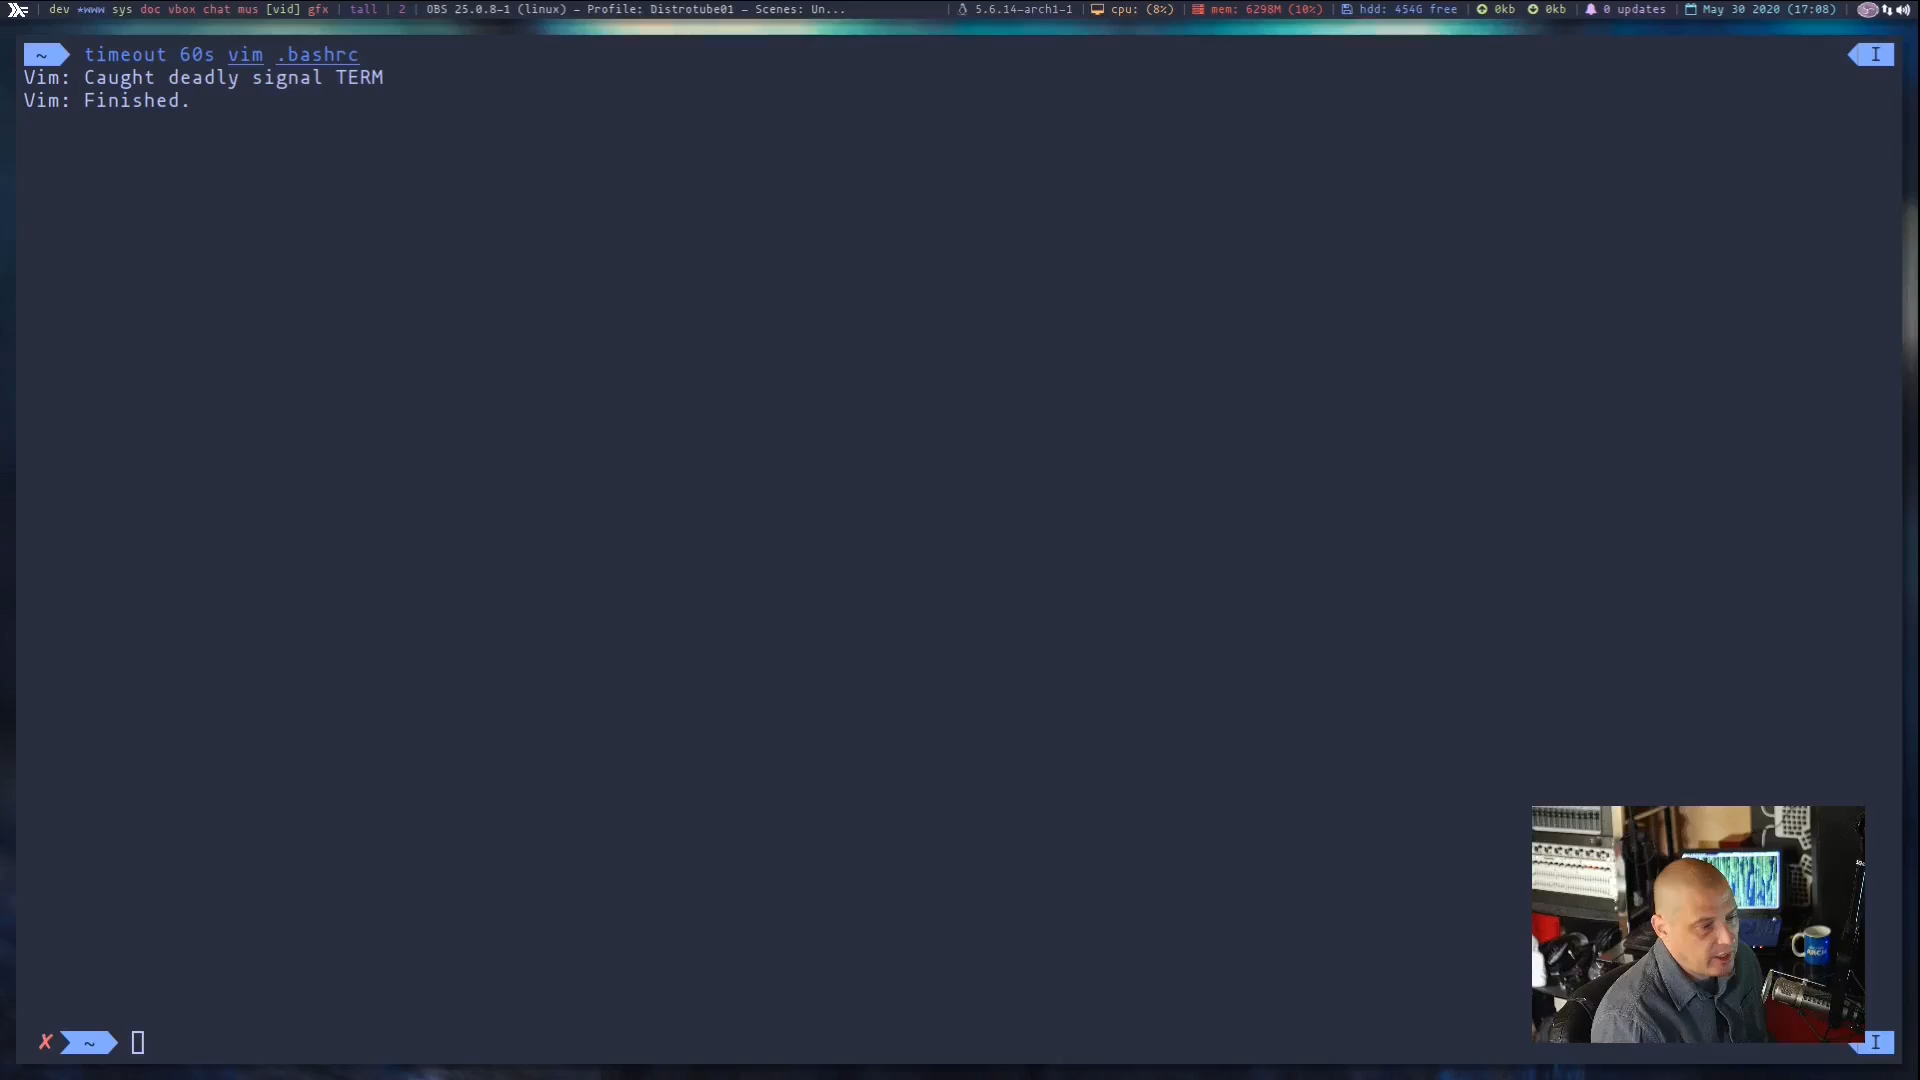 dev *www sys doc vbox chat mus [vid] gfx | tall | 2 | OBS 25.0.8-1 (linux) – Profile: Distrotube01 – Scenes: Un... | 5.6.14-arch1-1 | cpu: (8%) | mem: 6298M (10%) | hdd: 454G free | 0kb 0kb | 0 updates | May 30 2020 (17:08) |
~ timeout 60s vim .bashrc I
Vim: Caught deadly signal TERM
Vim: Finished.
ARCH
✗ ~ I